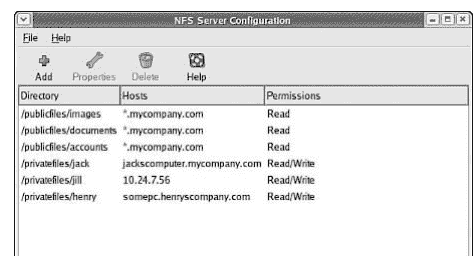 NFS Server Configuration
File Help
Add Properties Delete Help
Directory Hosts Permissions
/publicfiles/images *.mycompany.com Read
/publicfiles/documents *.mycompany.com Read
/publicfiles/accounts *.mycompany.com Read
/privatefiles/jack jackscomputer.mycompany.com Read/Write
/privatefiles/jill 10.24.7.56 Read/Write
/privatefiles/henry somepc.henryscompany.com Read/Write